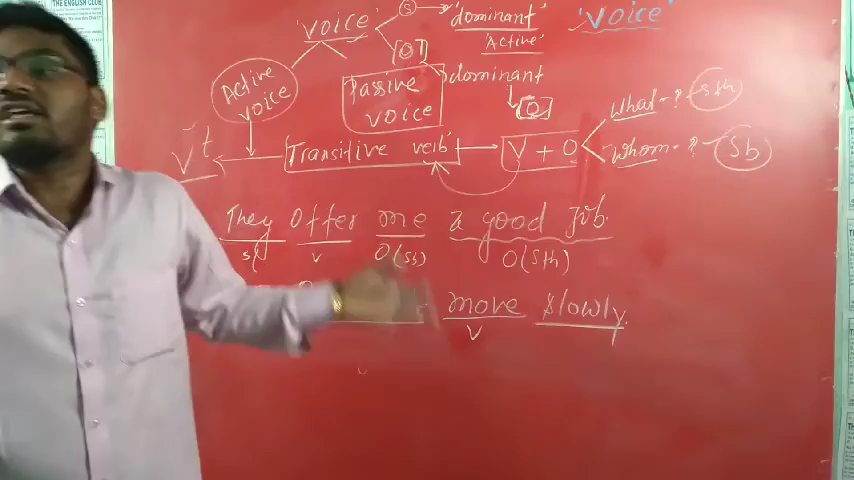 THE ENGLISH CLUB
'voice' S → 'dominant' 'Active'
'voice'
O dominant
Active voice
Passive voice
O
What - ? sth
Vt Transitive verb V + O
Whom - ? Sb
They offer me a good job.
V O(sb) O(sth)
move slowly.
V